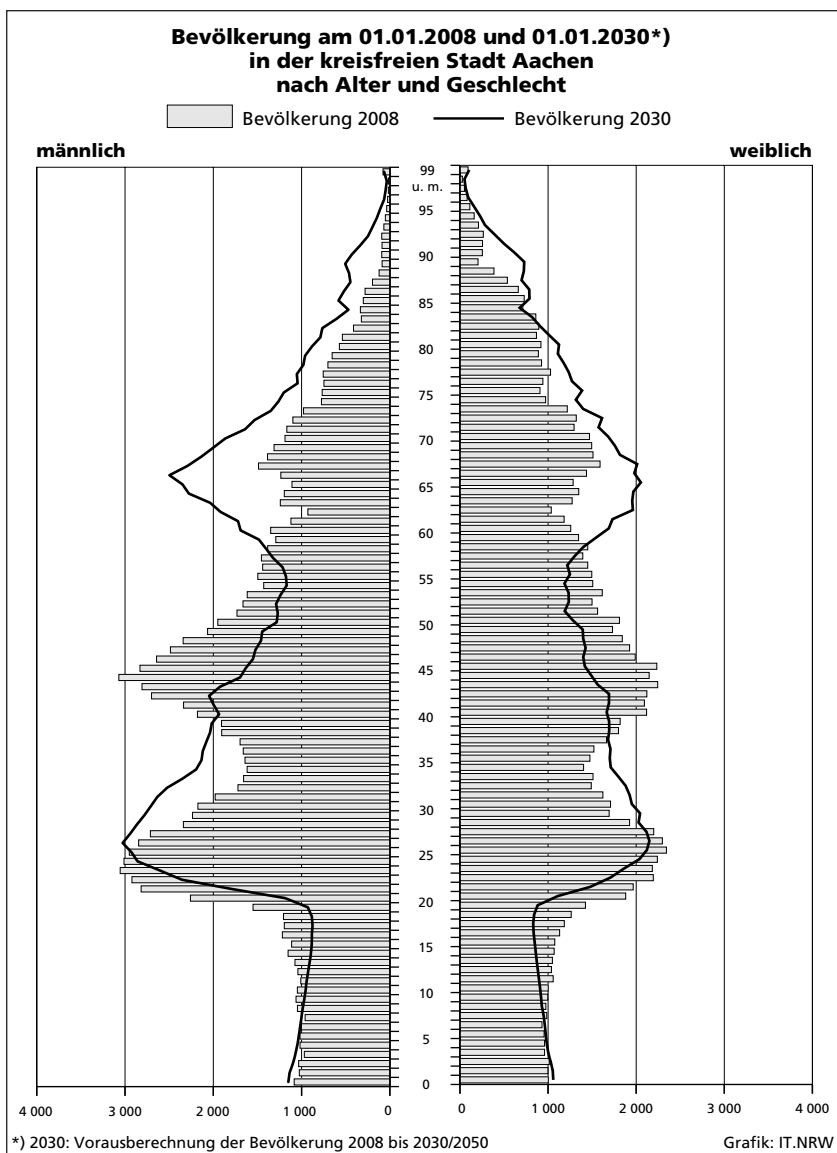 Bevölkerung am 01.01.2008 und 01.01.2030*)
in der kreisfreien Stadt Aachen
nach Alter und Geschlecht
Bevölkerung 2008
Bevölkerung 2030
männlich
weiblich
99
u. m.
95
90
85
80
75
70
65
60
55
50
45
40
35
30
25
20
15
10
5
0
4 000 3 000 2 000 1 000 0
0 1 000 2 000 3 000 4 000
*) 2030: Vorausberechnung der Bevölkerung 2008 bis 2030/2050
Grafik: IT.NRW